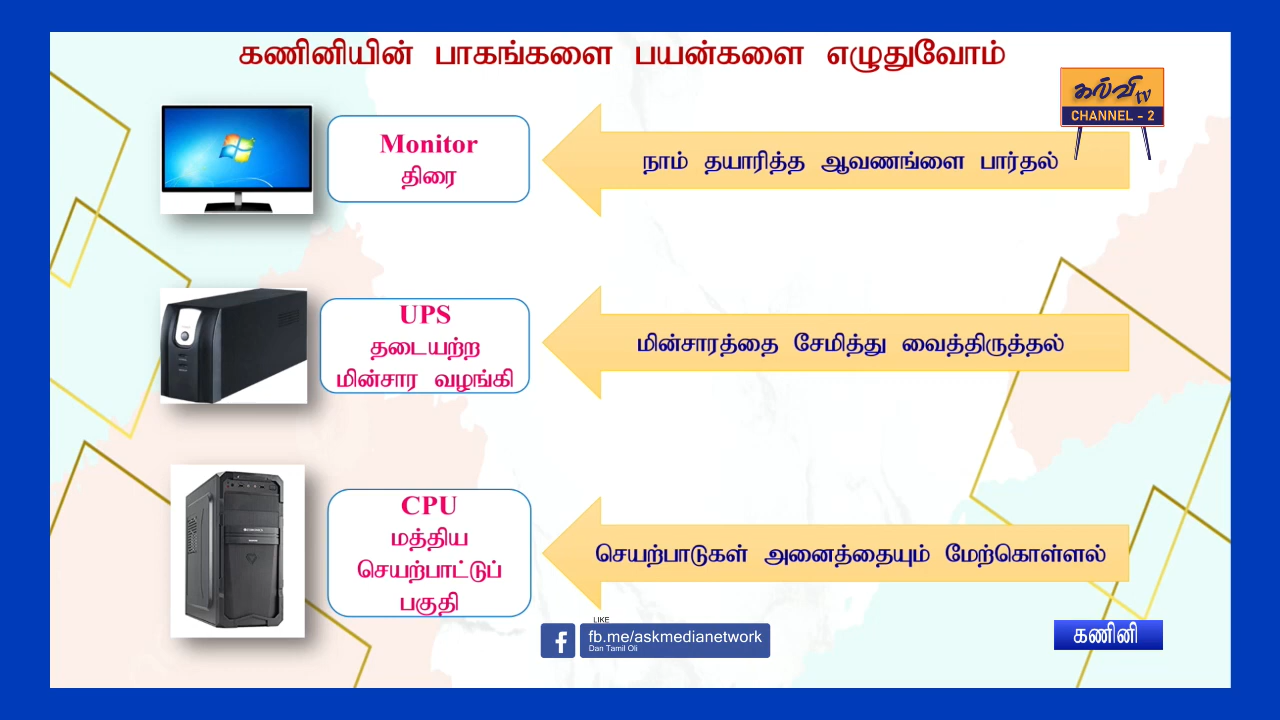 கணினியின் பாகங்களை பயன்களை எழுதுவோம்
கல்வி tv
CHANNEL - 2
Monitor
திரை
நாம் தயாரித்த ஆவணங்ளை பார்தல்
UPS
தடையற்ற
மின்சார வழங்கி
மின்சாரத்தை சேமித்து வைத்திருத்தல்
CPU
மத்திய
செயற்பாட்டுப்
பகுதி
செயற்பாடுகள் அனைத்தையும் மேற்கொள்ளல்
LIKE
f fb.me/askmedianetwork
Dan Tamil Oli
கணினி